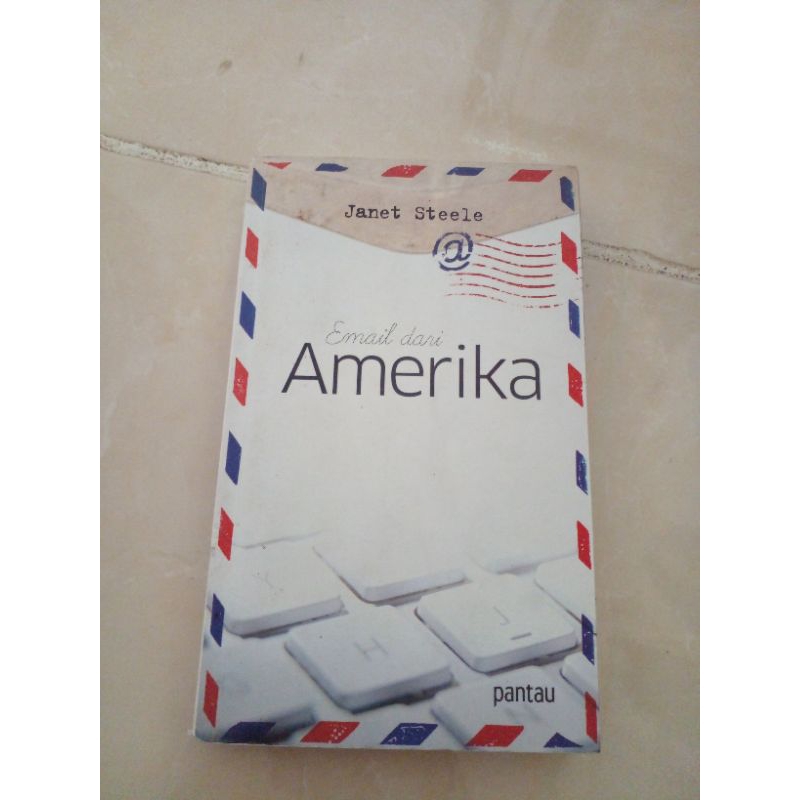 Janet Steele
@
Email dari
Amerika
H
J
pantau